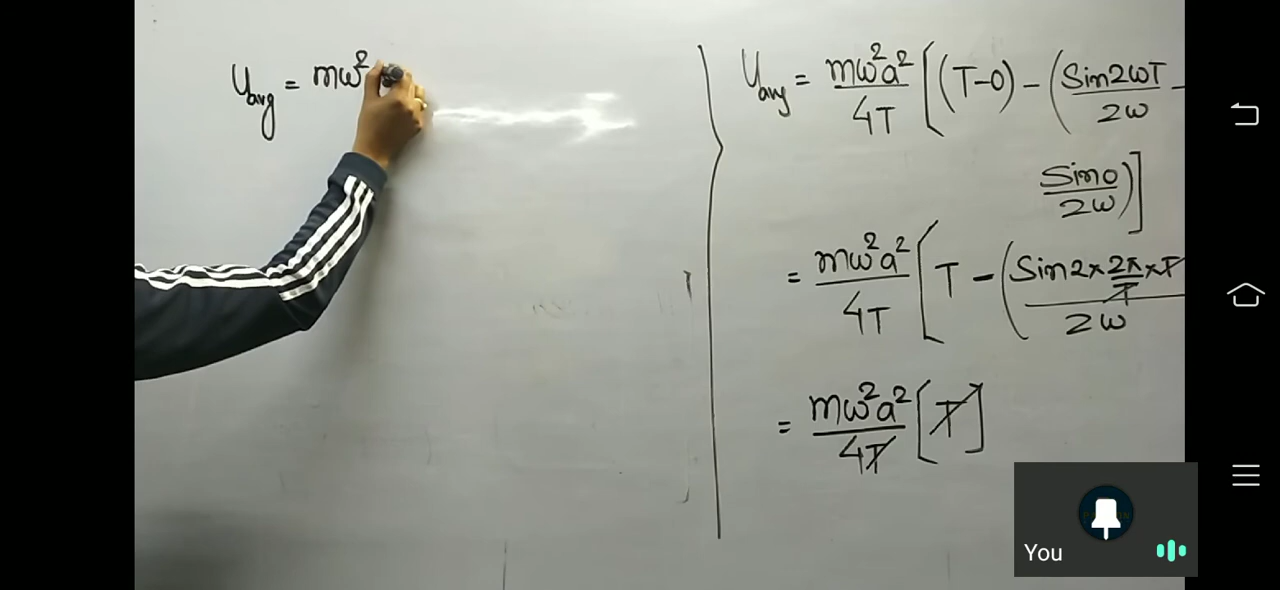 Uavg = mω²
Uavg = mω²a²/4T [(T-0) - (Sin2ωT/2ω -
Sin0/2ω)]
= mω²a²/4T [T - (Sin2×2π/T×T/2ω
= mω²a²/4T [T]
You